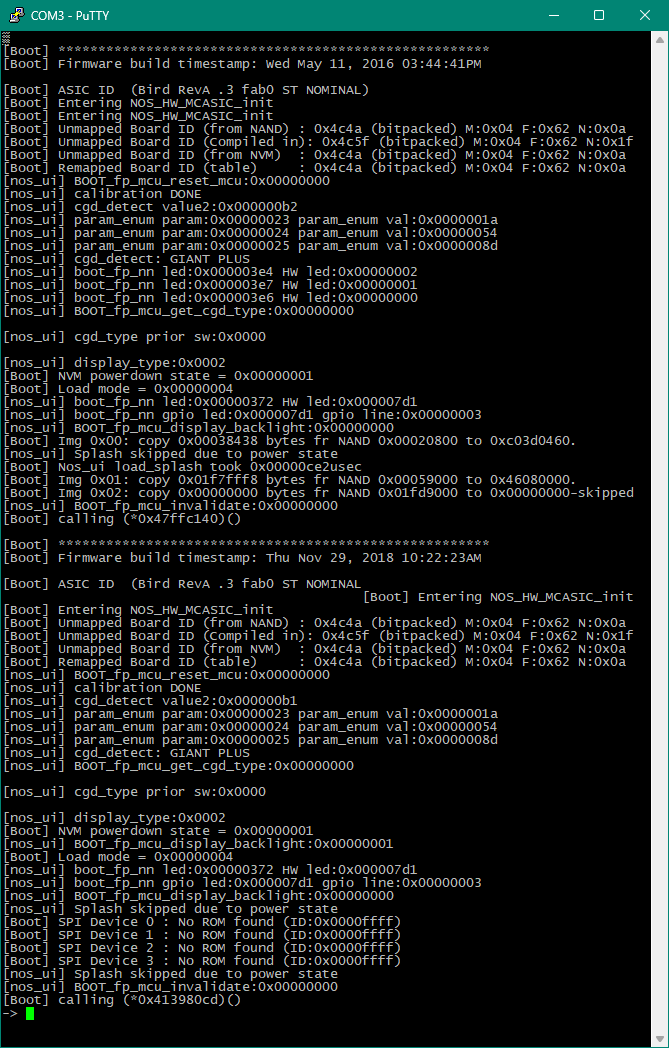 COM3 - PuTTY
[Boot] ******************************************************
[Boot] Firmware build timestamp: Wed May 11, 2016 03:44:41PM
[Boot] ASIC ID  (Bird RevA .3 fab0 ST NOMINAL)
[Boot] Entering NOS_HW_MCASIC_init
[Boot] Entering NOS_HW_MCASIC_init
[Boot] Unmapped Board ID (from NAND) : 0x4c4a (bitpacked) M:0x04 F:0x62 N:0x0a
[Boot] Unmapped Board ID (Compiled in): 0x4c5f (bitpacked) M:0x04 F:0x62 N:0x1f
[Boot] Unmapped Board ID (from NVM)  : 0x4c4a (bitpacked) M:0x04 F:0x62 N:0x0a
[Boot] Remapped Board ID (table)     : 0x4c4a (bitpacked) M:0x04 F:0x62 N:0x0a
[nos_ui] BOOT_fp_mcu_reset_mcu:0x00000000
[nos_ui] calibration DONE
[nos_ui] cgd_detect value2:0x000000b2
[nos_ui] param_enum param:0x00000023 param_enum val:0x0000001a
[nos_ui] param_enum param:0x00000024 param_enum val:0x00000054
[nos_ui] param_enum param:0x00000025 param_enum val:0x0000008d
[nos_ui] cgd_detect: GIANT PLUS
[nos_ui] boot_fp_nn led:0x000003e4 HW led:0x00000002
[nos_ui] boot_fp_nn led:0x000003e7 HW led:0x00000001
[nos_ui] boot_fp_nn led:0x000003e6 HW led:0x00000000
[nos_ui] BOOT_fp_mcu_get_cgd_type:0x00000000
[nos_ui] cgd_type prior sw:0x0000
[nos_ui] display_type:0x0002
[Boot] NVM powerdown state = 0x00000001
[Boot] Load mode = 0x00000004
[nos_ui] boot_fp_nn led:0x00000372 HW led:0x000007d1
[nos_ui] boot_fp_nn gpio led:0x000007d1 gpio line:0x00000003
[nos_ui] BOOT_fp_mcu_display_backlight:0x00000000
[Boot] Img 0x00: copy 0x00038438 bytes fr NAND 0x00020800 to 0xc03d0460.
[nos_ui] Splash skipped due to power state
[Boot] Nos_ui load_splash took 0x00000ce2usec
[Boot] Img 0x01: copy 0x01f7fff8 bytes fr NAND 0x00059000 to 0x46080000.
[Boot] Img 0x02: copy 0x00000000 bytes fr NAND 0x01fd9000 to 0x00000000-skipped
[nos_ui] BOOT_fp_mcu_invalidate:0x00000000
[Boot] calling (*0x47ffc140)()
[Boot] ******************************************************
[Boot] Firmware build timestamp: Thu Nov 29, 2018 10:22:23AM
[Boot] ASIC ID  (Bird RevA .3 fab0 ST NOMINAL
[Boot] Entering NOS_HW_MCASIC_init
[Boot] Entering NOS_HW_MCASIC_init
[Boot] Unmapped Board ID (from NAND) : 0x4c4a (bitpacked) M:0x04 F:0x62 N:0x0a
[Boot] Unmapped Board ID (Compiled in): 0x4c5f (bitpacked) M:0x04 F:0x62 N:0x1f
[Boot] Unmapped Board ID (from NVM)  : 0x4c4a (bitpacked) M:0x04 F:0x62 N:0x0a
[Boot] Remapped Board ID (table)     : 0x4c4a (bitpacked) M:0x04 F:0x62 N:0x0a
[nos_ui] BOOT_fp_mcu_reset_mcu:0x00000000
[nos_ui] calibration DONE
[nos_ui] cgd_detect value2:0x000000b1
[nos_ui] param_enum param:0x00000023 param_enum val:0x0000001a
[nos_ui] param_enum param:0x00000024 param_enum val:0x00000054
[nos_ui] param_enum param:0x00000025 param_enum val:0x0000008d
[nos_ui] cgd_detect: GIANT PLUS
[nos_ui] BOOT_fp_mcu_get_cgd_type:0x00000000
[nos_ui] cgd_type prior sw:0x0000
[nos_ui] display_type:0x0002
[Boot] NVM powerdown state = 0x00000001
[nos_ui] BOOT_fp_mcu_display_backlight:0x00000001
[Boot] Load mode = 0x00000004
[nos_ui] boot_fp_nn led:0x00000372 HW led:0x000007d1
[nos_ui] boot_fp_nn gpio led:0x000007d1 gpio line:0x00000003
[nos_ui] BOOT_fp_mcu_display_backlight:0x00000000
[nos_ui] Splash skipped due to power state
[Boot] SPI Device 0 : No ROM found (ID:0x0000ffff)
[Boot] SPI Device 1 : No ROM found (ID:0x0000ffff)
[Boot] SPI Device 2 : No ROM found (ID:0x0000ffff)
[Boot] SPI Device 3 : No ROM found (ID:0x0000ffff)
[nos_ui] Splash skipped due to power state
[nos_ui] BOOT_fp_mcu_invalidate:0x00000000
[Boot] calling (*0x413980cd)()
->